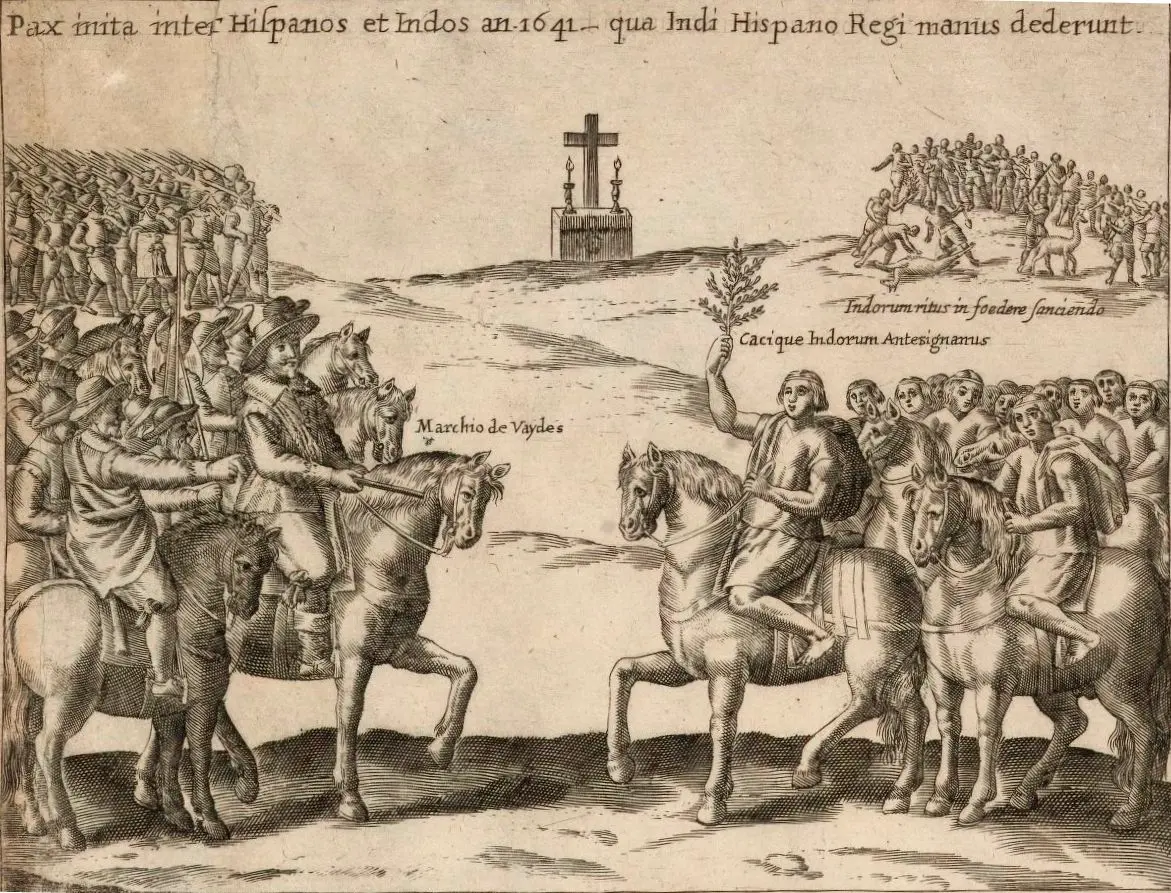 Pax inita inter Hispanos et Indos an. 1641 - qua Indi Hispano Regi manus dederunt.
Indorum ritus in foedere sanciendo
Cacique Indorum Antesignanus
Marchio de Vaydes